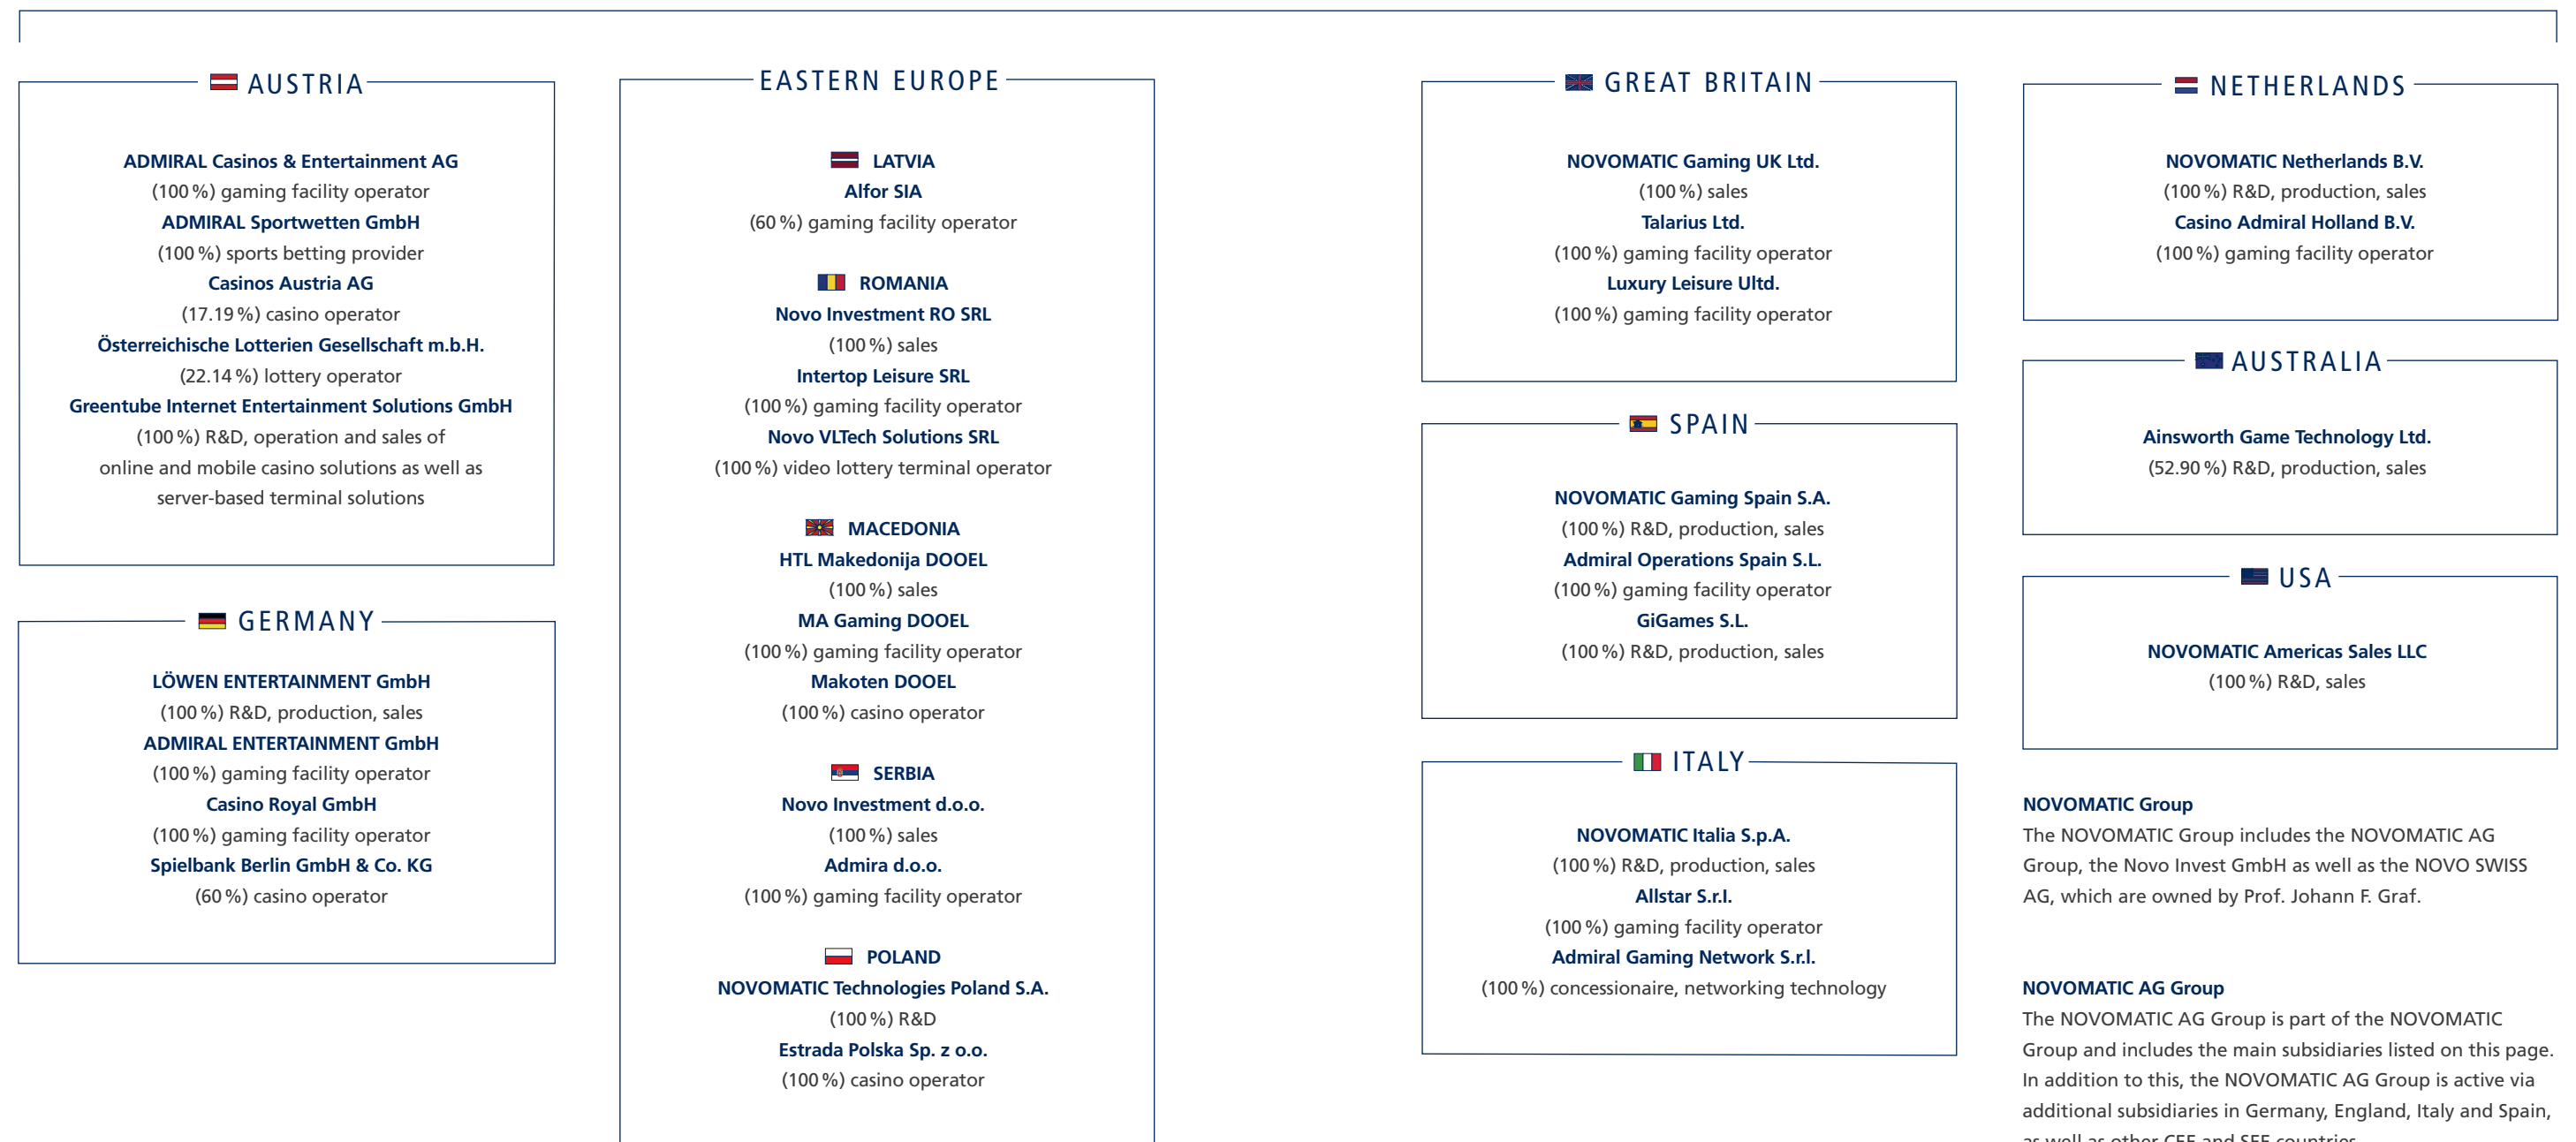 AUSTRIA
ADMIRAL Casinos & Entertainment AG
(100 %) gaming facility operator
ADMIRAL Sportwetten GmbH
(100 %) sports betting provider
Casinos Austria AG
(17.19 %) casino operator
Österreichische Lotterien Gesellschaft m.b.H.
(22.14 %) lottery operator
Greentube Internet Entertainment Solutions GmbH
(100 %) R&D, operation and sales of
online and mobile casino solutions as well as
server-based terminal solutions
GERMANY
LÖWEN ENTERTAINMENT GmbH
(100 %) R&D, production, sales
ADMIRAL ENTERTAINMENT GmbH
(100 %) gaming facility operator
Casino Royal GmbH
(100 %) gaming facility operator
Spielbank Berlin GmbH & Co. KG
(60 %) casino operator
EASTERN EUROPE
LATVIA
Alfor SIA
(60 %) gaming facility operator
ROMANIA
Novo Investment RO SRL
(100 %) sales
Intertop Leisure SRL
(100 %) gaming facility operator
Novo VLTech Solutions SRL
(100 %) video lottery terminal operator
MACEDONIA
HTL Makedonija DOOEL
(100 %) sales
MA Gaming DOOEL
(100 %) gaming facility operator
Makoten DOOEL
(100 %) casino operator
SERBIA
Novo Investment d.o.o.
(100 %) sales
Admira d.o.o.
(100 %) gaming facility operator
POLAND
NOVOMATIC Technologies Poland S.A.
(100 %) R&D
Estrada Polska Sp. z o.o.
(100 %) casino operator
GREAT BRITAIN
NOVOMATIC Gaming UK Ltd.
(100 %) sales
Talarius Ltd.
(100 %) gaming facility operator
Luxury Leisure Ultd.
(100 %) gaming facility operator
SPAIN
NOVOMATIC Gaming Spain S.A.
(100 %) R&D, production, sales
Admiral Operations Spain S.L.
(100 %) gaming facility operator
GiGames S.L.
(100 %) R&D, production, sales
ITALY
NOVOMATIC Italia S.p.A.
(100 %) R&D, production, sales
Allstar S.r.l.
(100 %) gaming facility operator
Admiral Gaming Network S.r.l.
(100 %) concessionaire, networking technology
NETHERLANDS
NOVOMATIC Netherlands B.V.
(100 %) R&D, production, sales
Casino Admiral Holland B.V.
(100 %) gaming facility operator
AUSTRALIA
Ainsworth Game Technology Ltd.
(52.90 %) R&D, production, sales
USA
NOVOMATIC Americas Sales LLC
(100 %) R&D, sales
NOVOMATIC Group
The NOVOMATIC Group includes the NOVOMATIC AG
Group, the Novo Invest GmbH as well as the NOVO SWISS
AG, which are owned by Prof. Johann F. Graf.
NOVOMATIC AG Group
The NOVOMATIC AG Group is part of the NOVOMATIC
Group and includes the main subsidiaries listed on this page.
In addition to this, the NOVOMATIC AG Group is active via
additional subsidiaries in Germany, England, Italy and Spain,
as well as other CEE and SEE countries.